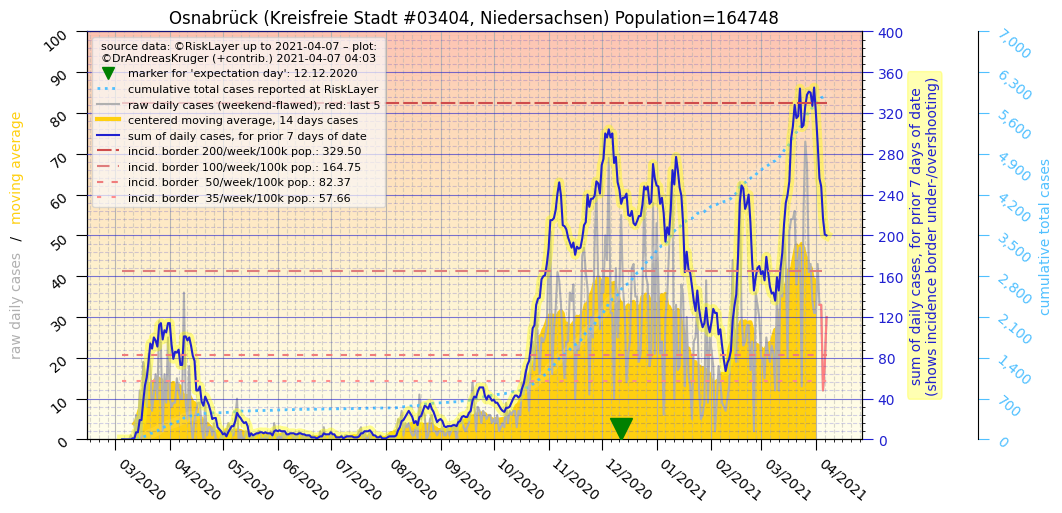 Osnabrück (Kreisfreie Stadt #03404, Niedersachsen) Population=164748
source data: ©RiskLayer up to 2021-04-07 – plot:
©DrAndreasKruger (+contrib.) 2021-04-07 04:03
marker for 'expectation day': 12.12.2020
cumulative total cases reported at RiskLayer
raw daily cases (weekend-flawed), red: last 5
centered moving average, 14 days cases
sum of daily cases, for prior 7 days of date
incid. border 200/week/100k pop.: 329.50
incid. border 100/week/100k pop.: 164.75
incid. border  50/week/100k pop.: 82.37
incid. border  35/week/100k pop.: 57.66
raw daily cases / moving average
100
90
80
70
60
50
40
30
20
10
0
03/2020
04/2020
05/2020
06/2020
07/2020
08/2020
09/2020
10/2020
11/2020
12/2020
01/2021
02/2021
03/2021
04/2021
400
360
320
280
240
200
160
120
80
40
0
sum of daily cases, for prior 7 days of date
(shows incidence border under-/overshooting)
7,000
6,300
5,600
4,900
4,200
3,500
2,800
2,100
1,400
700
0
cumulative total cases